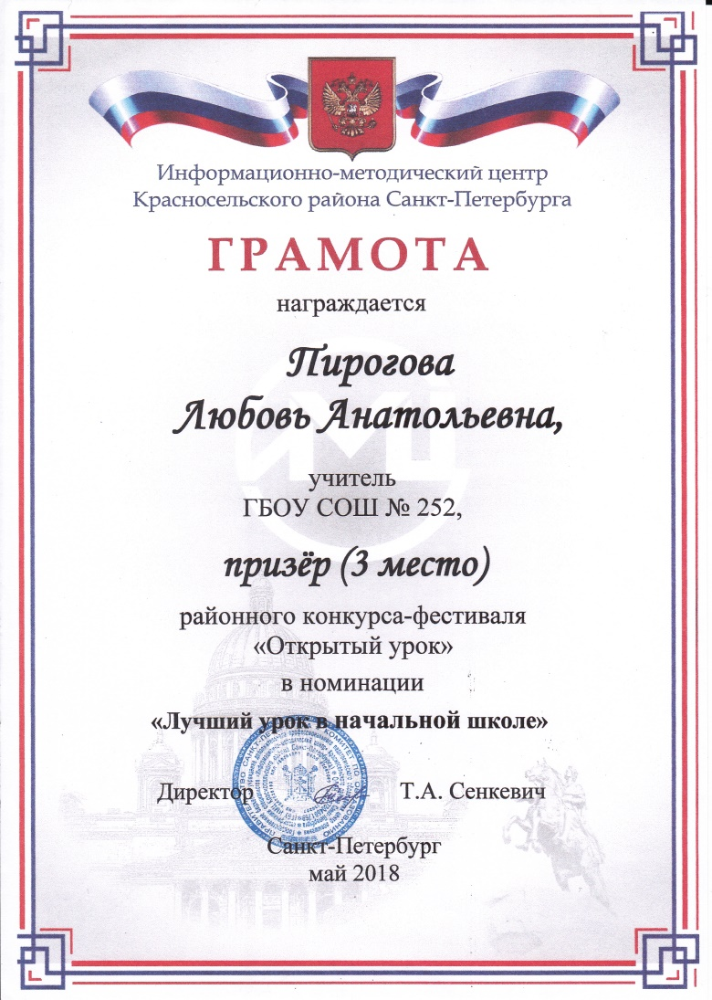 Информационно-методический центр
Красносельского района Санкт-Петербурга
ГРАМОТА
награждается
Пирогова
Любовь Анатольевна,
учитель
ГБОУ СОШ № 252,
призёр (3 место)
районного конкурса-фестиваля
«Открытый урок»
в номинации
«Лучший урок в начальной школе»
Директор Т.А. Сенкевич
Санкт-Петербург
май 2018